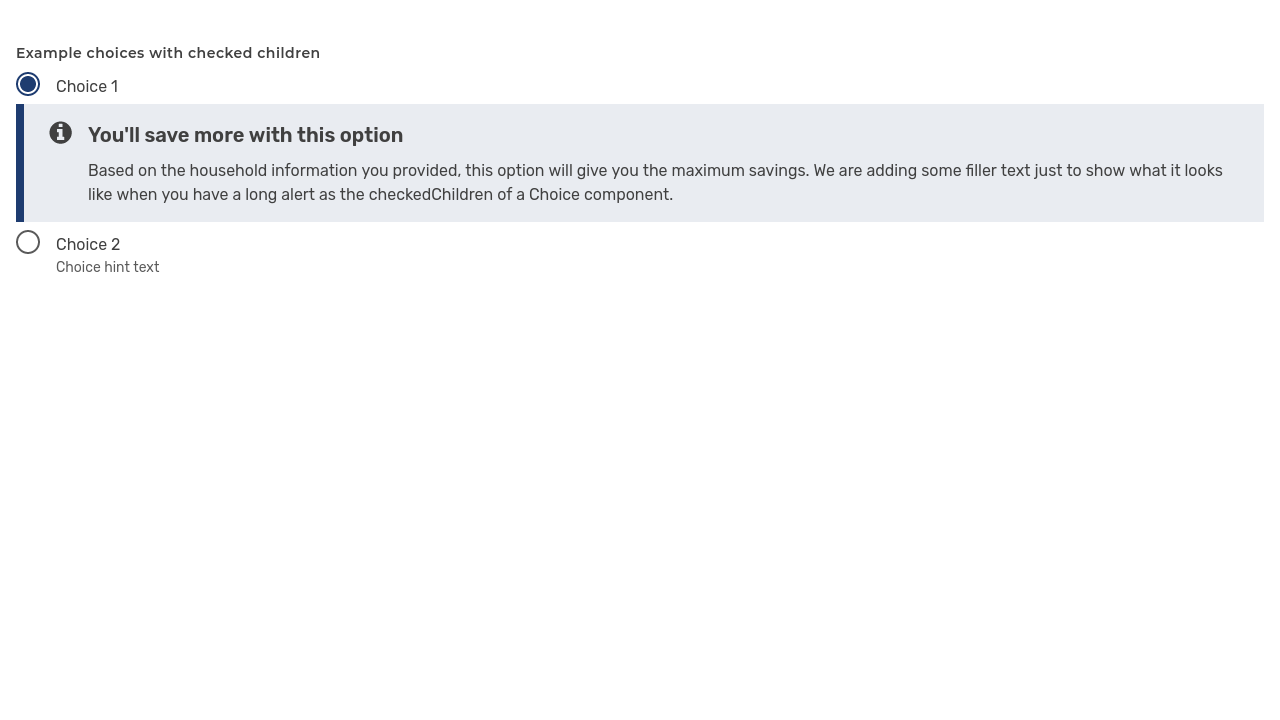 Example choices with checked children
Choice 1
You'll save more with this option
Based on the household information you provided, this option will give you the maximum savings. We are adding some filler text just to show what it looks
like when you have a long alert as the checkedChildren of a Choice component.
Choice 2
Choice hint text